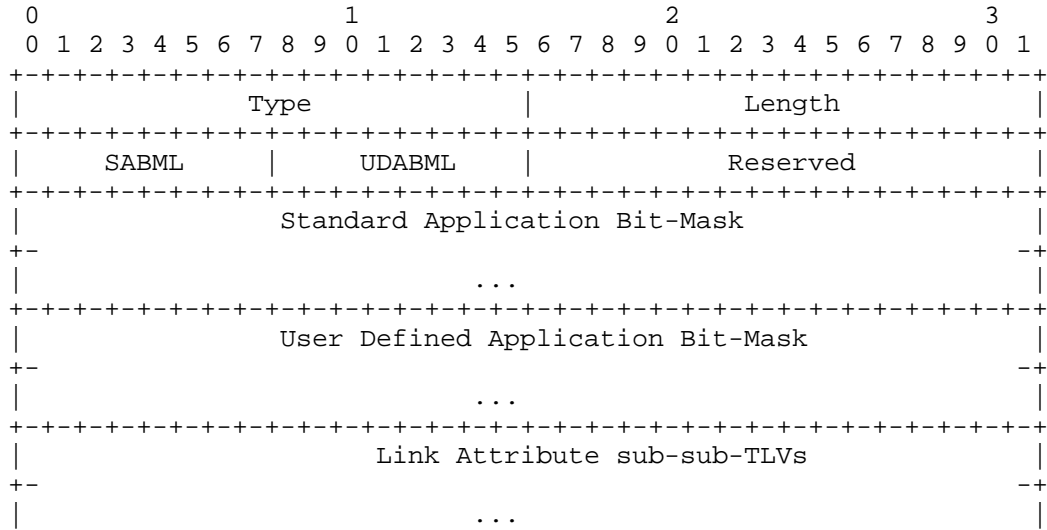 0                   1                   2                   3
 0 1 2 3 4 5 6 7 8 9 0 1 2 3 4 5 6 7 8 9 0 1 2 3 4 5 6 7 8 9 0 1
+-+-+-+-+-+-+-+-+-+-+-+-+-+-+-+-+-+-+-+-+-+-+-+-+-+-+-+-+-+-+-+-+
|              Type             |             Length            |
+-+-+-+-+-+-+-+-+-+-+-+-+-+-+-+-+-+-+-+-+-+-+-+-+-+-+-+-+-+-+-+-+
|     SABML     |     UDABML    |            Reserved           |
+-+-+-+-+-+-+-+-+-+-+-+-+-+-+-+-+-+-+-+-+-+-+-+-+-+-+-+-+-+-+-+-+
|                Standard Application Bit-Mask                  |
+-                                                             -+
|                            ...                                |
+-+-+-+-+-+-+-+-+-+-+-+-+-+-+-+-+-+-+-+-+-+-+-+-+-+-+-+-+-+-+-+-+
|                User Defined Application Bit-Mask              |
+-                                                             -+
|                            ...                                |
+-+-+-+-+-+-+-+-+-+-+-+-+-+-+-+-+-+-+-+-+-+-+-+-+-+-+-+-+-+-+-+-+
|                      Link Attribute sub-sub-TLVs              |
+-                                                             -+
|                            ...                                |